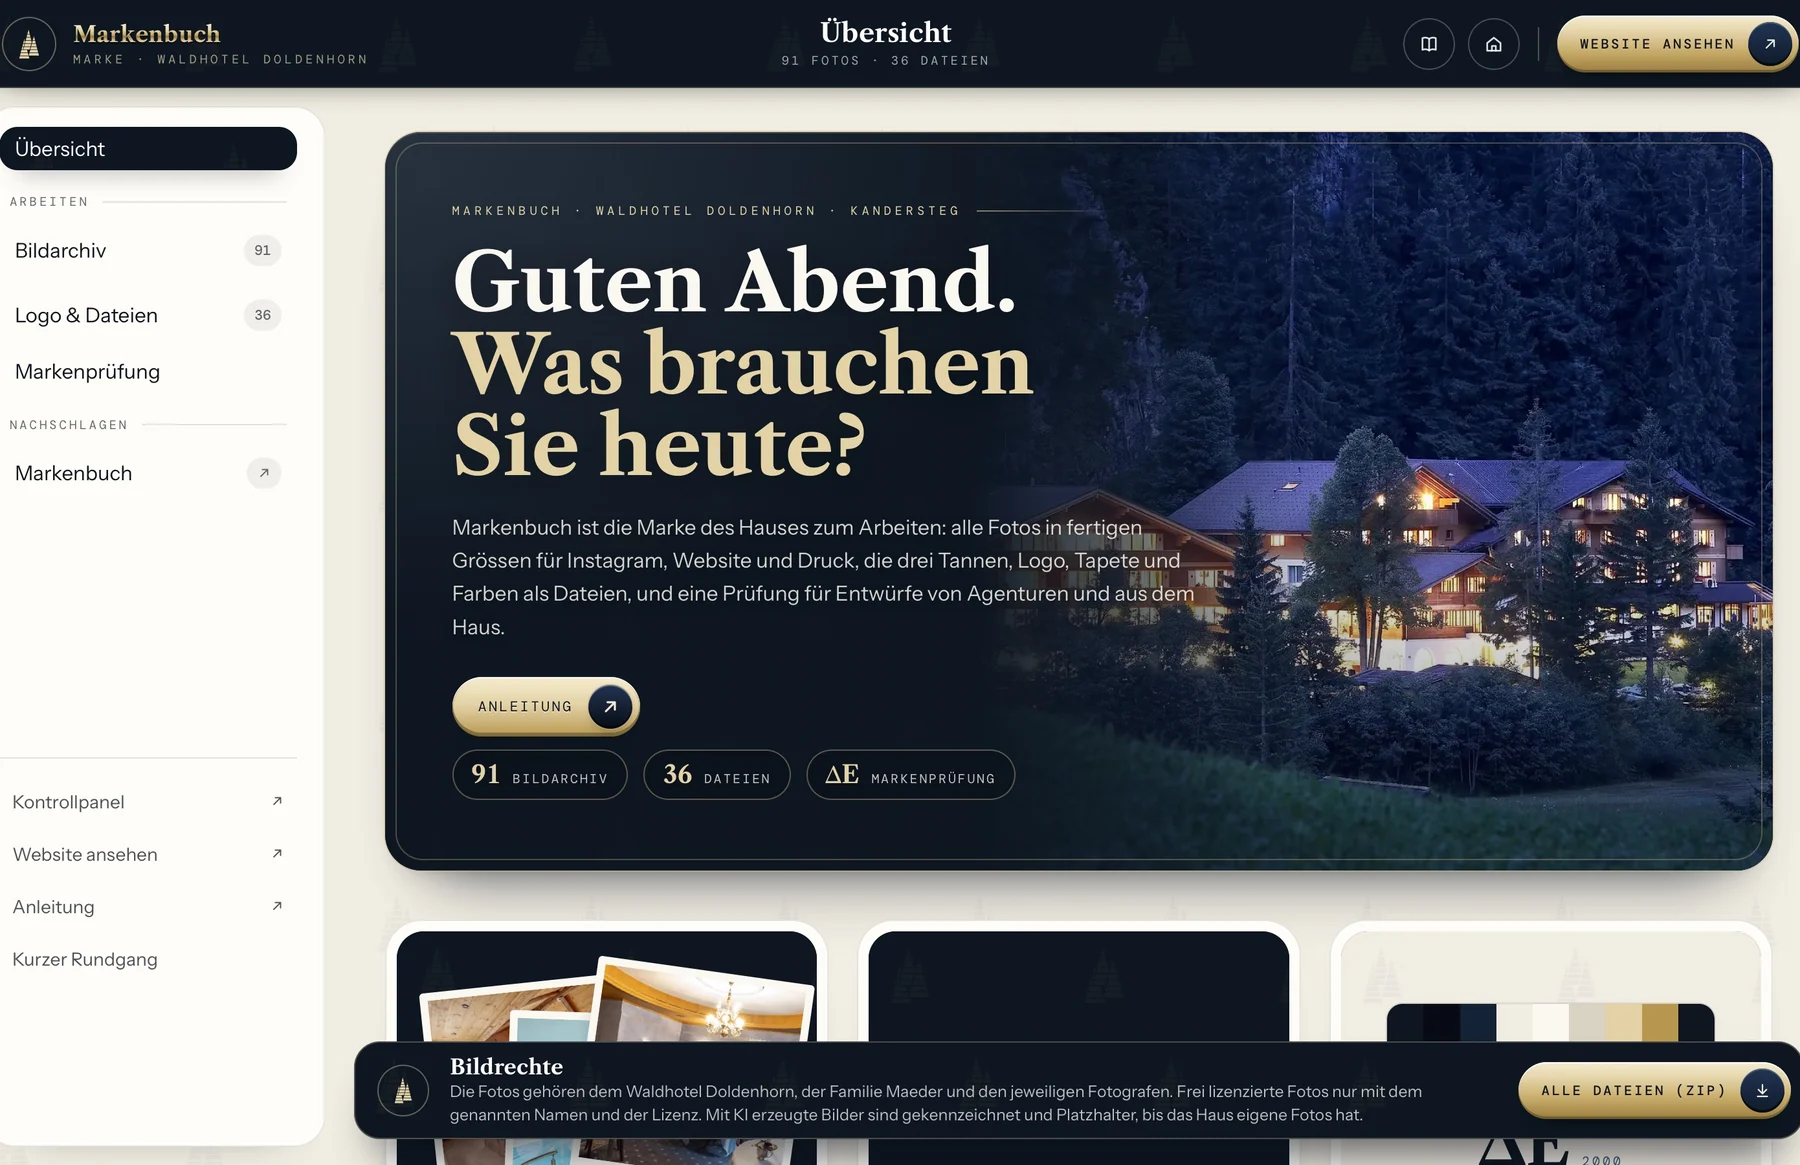 Markenbuch
MARKE · WALDHOTEL DOLDENHORN
Übersicht
91 FOTOS · 36 DATEIEN
WEBSITE ANSEHEN
Übersicht
ARBEITEN
Bildarchiv 91
Logo & Dateien 36
Markenprüfung
NACHSCHLAGEN
Markenbuch
Kontrollpanel
Website ansehen
Anleitung
Kurzer Rundgang
MARKENBUCH · WALDHOTEL DOLDENHORN · KANDERSTEG
Guten Abend.
Was brauchen
Sie heute?
Markenbuch ist die Marke des Hauses zum Arbeiten: alle Fotos in fertigen
Grössen für Instagram, Website und Druck, die drei Tannen, Logo, Tapete und
Farben als Dateien, und eine Prüfung für Entwürfe von Agenturen und aus dem
Haus.
ANLEITUNG
91 BILDARCHIV
36 DATEIEN
ΔE MARKENPRÜFUNG
Bildrechte
Die Fotos gehören dem Waldhotel Doldenhorn, der Familie Maeder und den jeweiligen Fotografen. Frei lizenzierte Fotos nur mit dem
genannten Namen und der Lizenz. Mit KI erzeugte Bilder sind gekennzeichnet und Platzhalter, bis das Haus eigene Fotos hat.
ALLE DATEIEN (ZIP)
ΔE 2000